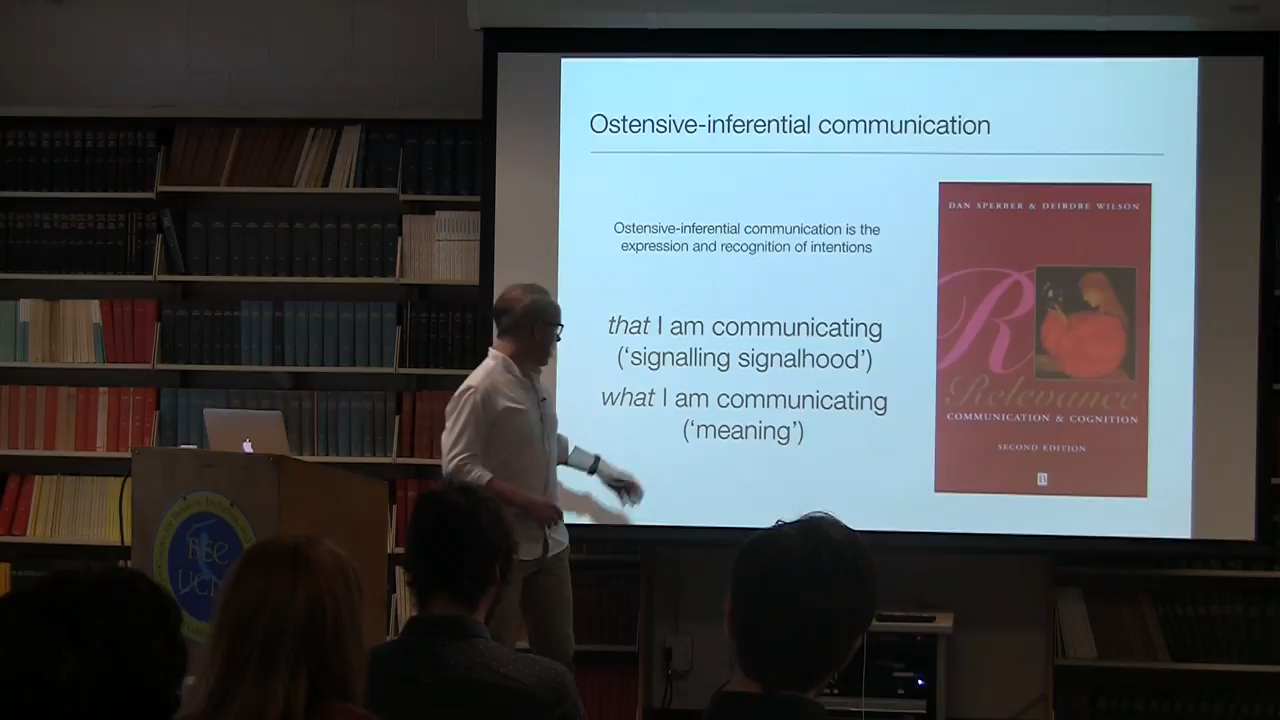 Ostensive-inferential communication
Ostensive-inferential communication is the
expression and recognition of intentions
that I am communicating
(‘signalling signalhood’)
what I am communicating
(‘meaning’)
DAN SPERBER & DEIRDRE WILSON
R
Relevance
COMMUNICATION & COGNITION
SECOND EDITION
B